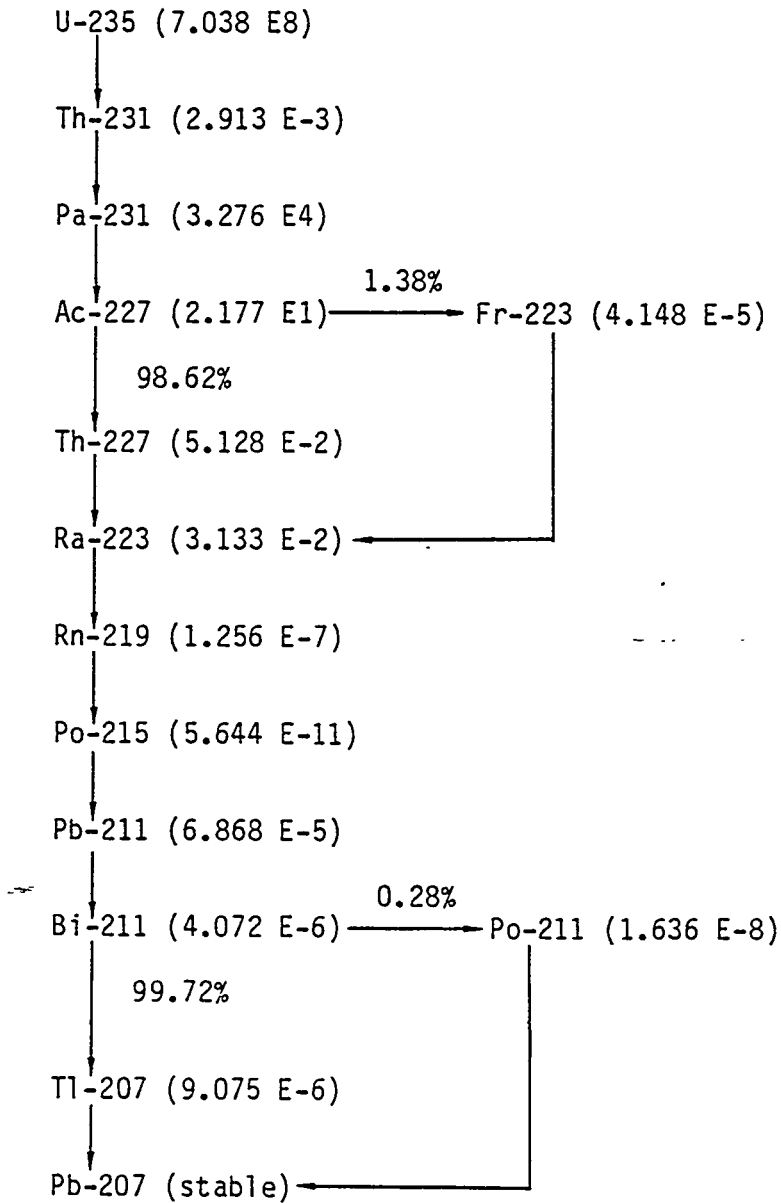 U-235 (7.038 E8)
Th-231 (2.913 E-3)
Pa-231 (3.276 E4)
1.38%
Ac-227 (2.177 E1)
Fr-223 (4.148 E-5)
98.62%
Th-227 (5.128 E-2)
Ra-223 (3.133 E-2)
Rn-219 (1.256 E-7)
Po-215 (5.644 E-11)
Pb-211 (6.868 E-5)
0.28%
Bi-211 (4.072 E-6)
Po-211 (1.636 E-8)
99.72%
Tl-207 (9.075 E-6)
Pb-207 (stable)